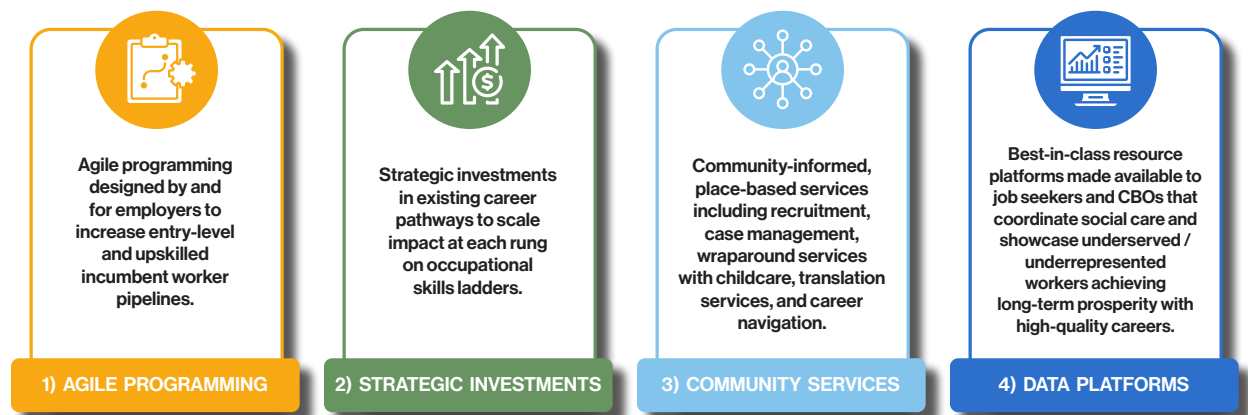 Agile programming
designed by and
for employers to
increase entry-level
and upskilled
incumbent worker
pipelines.
1) AGILE PROGRAMMING
$
Strategic investments
in existing career
pathways to scale
impact at each rung
on occupational
skills ladders.
2) STRATEGIC INVESTMENTS
Community-informed,
place-based services
including recruitment,
case management,
wraparound services
with childcare, translation
services, and career
navigation.
3) COMMUNITY SERVICES
Best-in-class resource
platforms made available to
job seekers and CBOs that
coordinate social care and
showcase underserved /
underrepresented
workers achieving
long-term prosperity with
high-quality careers.
4) DATA PLATFORMS